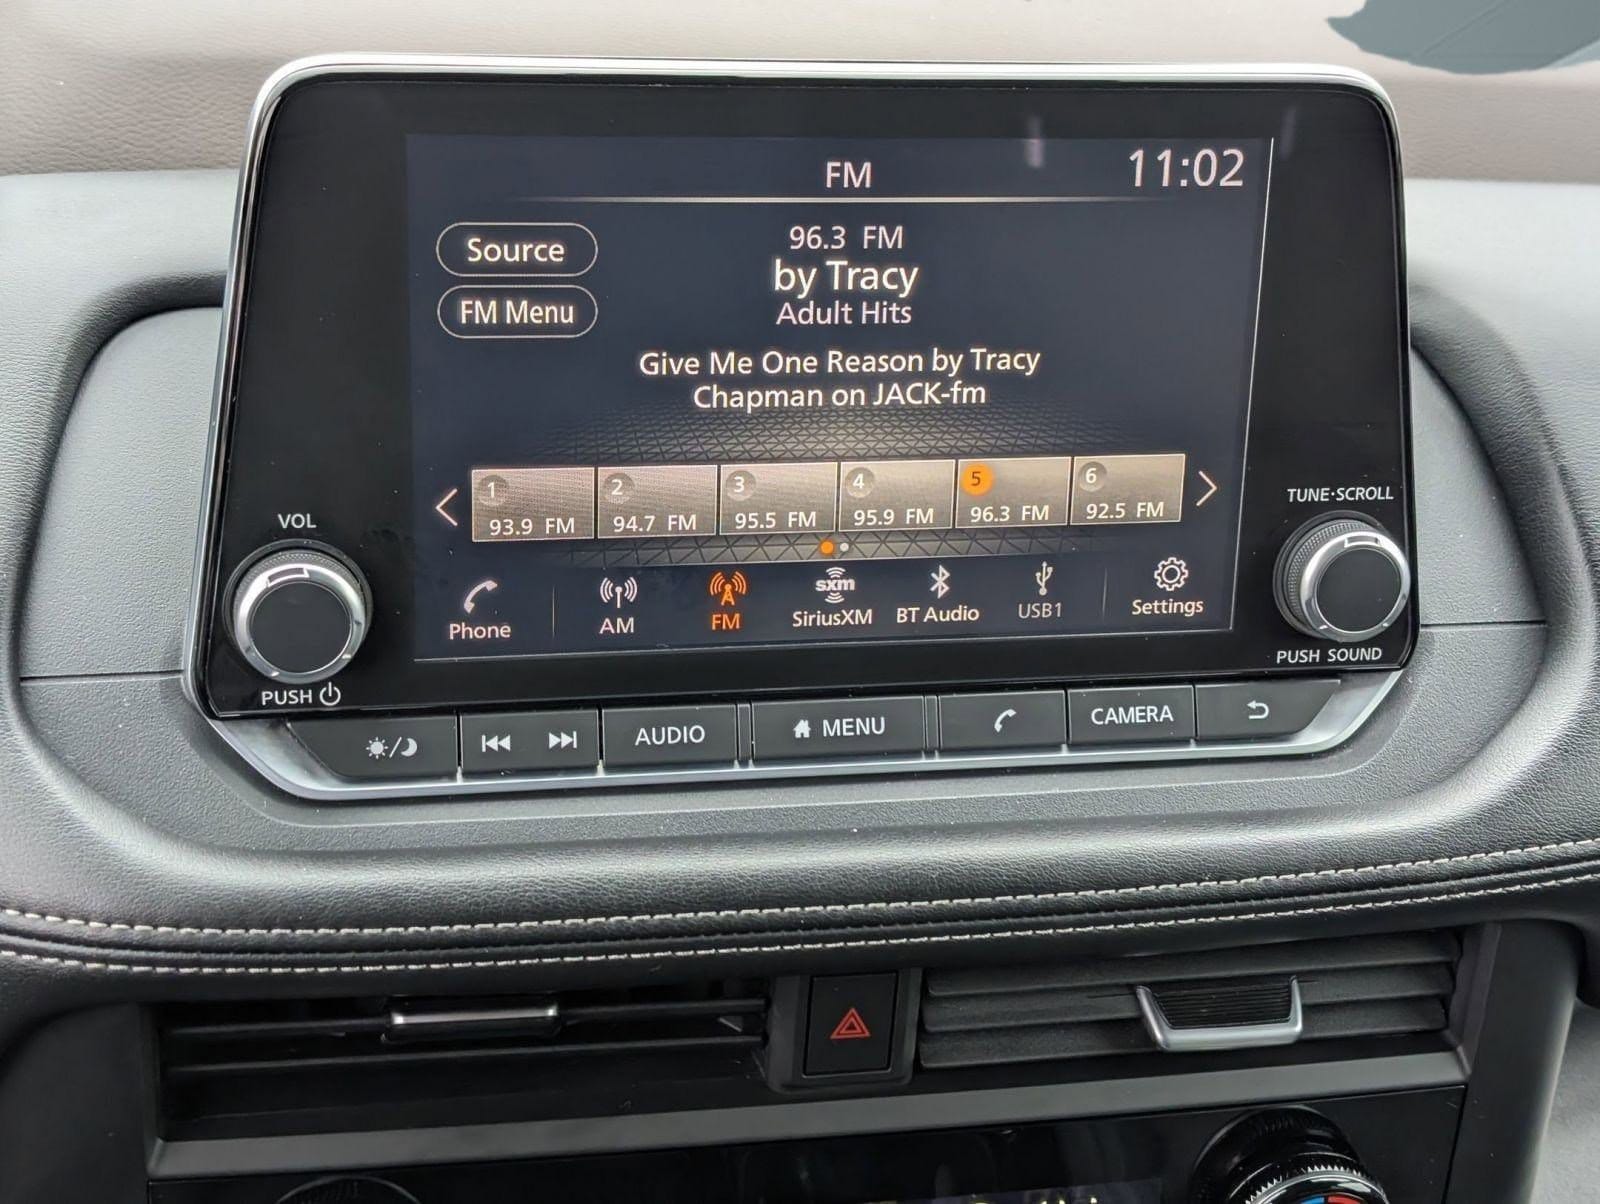 FM
11:02
Source
FM Menu
96.3 FM
by Tracy
Adult Hits
Give Me One Reason by Tracy
Chapman on JACK-fm
1
93.9 FM
2
94.7 FM
3
95.5 FM
4
95.9 FM
5
96.3 FM
6
92.5 FM
Phone
AM
FM
sxm
SiriusXM
BT Audio
USB1
Settings
VOL
PUSH
TUNE·SCROLL
PUSH SOUND
AUDIO
MENU
CAMERA